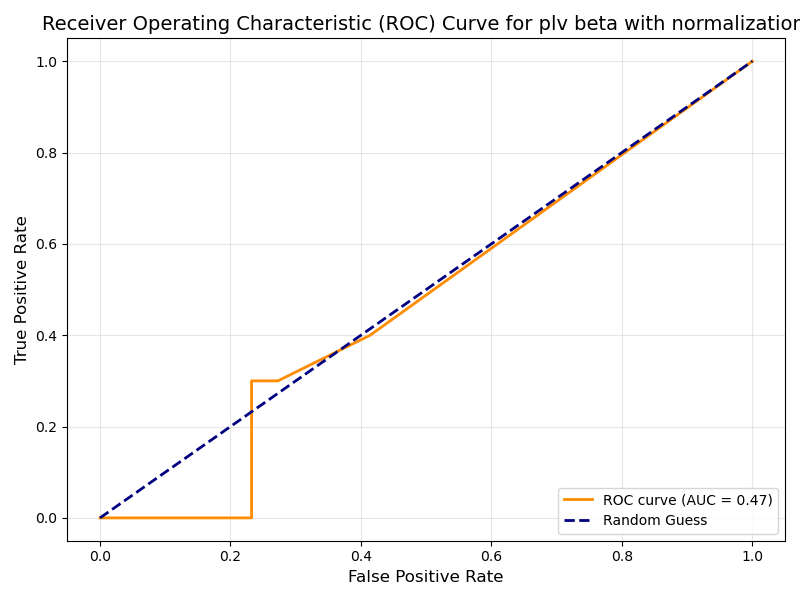 Receiver Operating Characteristic (ROC) Curve for plv beta with normalization
1.0
0.8
0.6
0.4
0.2
0.0
True Positive Rate
0.0 0.2 0.4 0.6 0.8 1.0
False Positive Rate
ROC curve (AUC = 0.47)
Random Guess